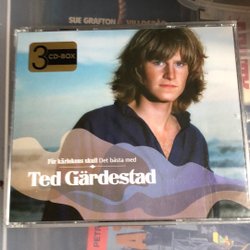 SUE GRAFTON
3 CD-BOX
För kärlekens skull Det bästa med
Ted Gärdestad